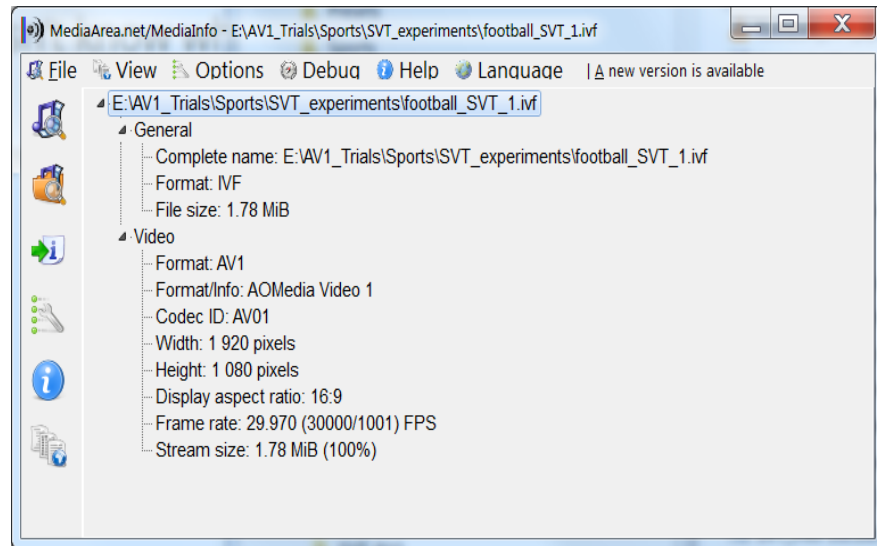 MediaArea.net/MediaInfo - E:\AV1_Trials\Sports\SVT_experiments\football_SVT_1.ivf
File View Options Debug Help Language | A new version is available
E:\AV1_Trials\Sports\SVT_experiments\football_SVT_1.ivf
General
Complete name: E:\AV1_Trials\Sports\SVT_experiments\football_SVT_1.ivf
Format: IVF
File size: 1.78 MiB
Video
Format: AV1
Format/Info: AOMedia Video 1
Codec ID: AV01
Width: 1 920 pixels
Height: 1 080 pixels
Display aspect ratio: 16:9
Frame rate: 29.970 (30000/1001) FPS
Stream size: 1.78 MiB (100%)